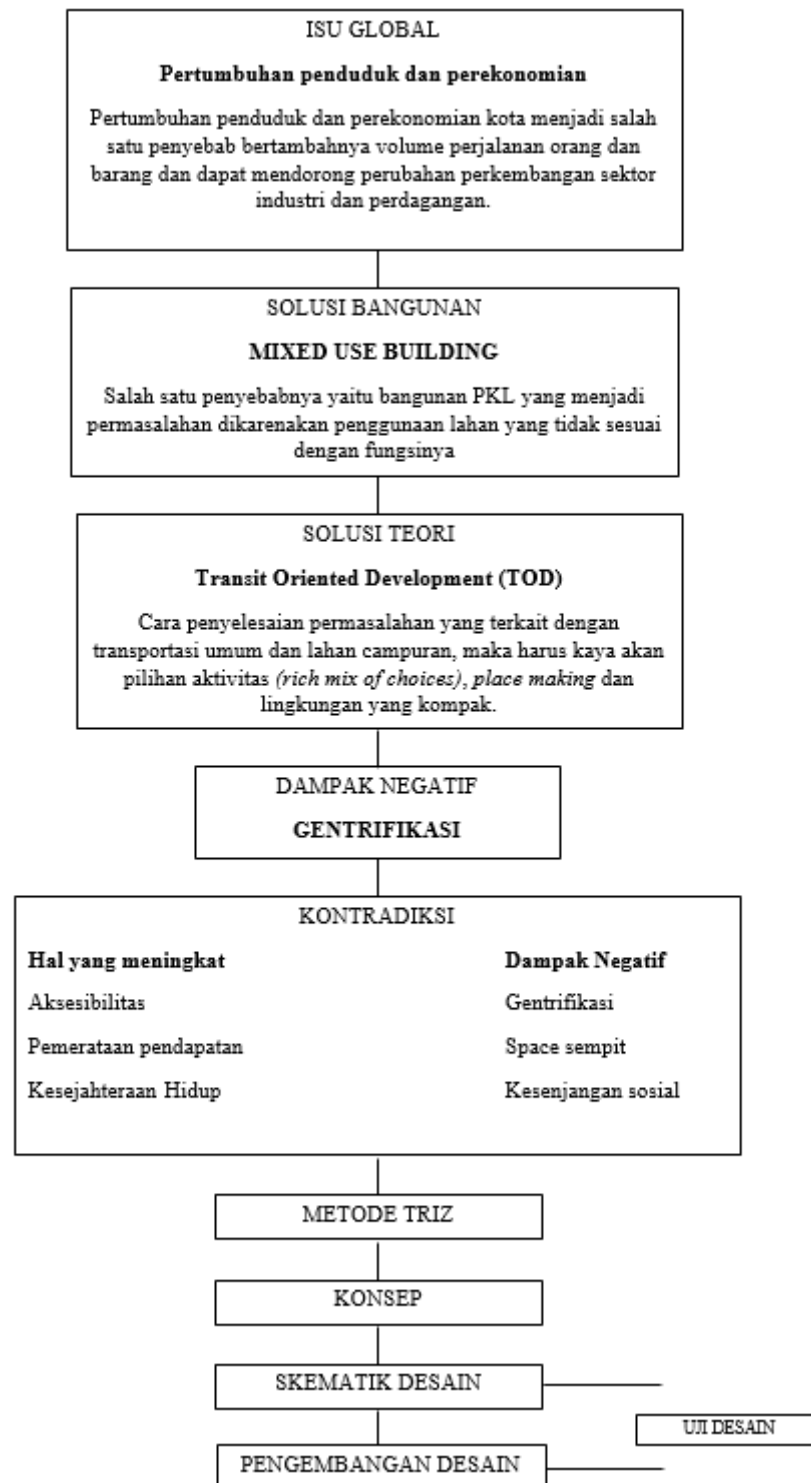 ISU GLOBAL
Pertumbuhan penduduk dan perekonomian
Pertumbuhan penduduk dan perekonomian kota menjadi salah
satu penyebab bertambahnya volume perjalanan orang dan
barang dan dapat mendorong perubahan perkembangan sektor
industri dan perdagangan.
SOLUSI BANGUNAN
MIXED USE BUILDING
Salah satu penyebabnya yaitu bangunan PKL yang menjadi
permasalahan dikarenakan penggunaan lahan yang tidak sesuai
dengan fungsinya
SOLUSI TEORI
Transit Oriented Development (TOD)
Cara penyelesaian permasalahan yang terkait dengan
transportasi umum dan lahan campuran, maka harus kaya akan
pilihan aktivitas (rich mix of choices), place making dan
lingkungan yang kompak.
DAMPAK NEGATIF
GENTRIFIKASI
KONTRADIKSI
Hal yang meningkat
Aksesibilitas
Pemerataan pendapatan
Kesejahteraan Hidup
Dampak Negatif
Gentrifikasi
Space sempit
Kesenjangan sosial
METODE TRIZ
KONSEP
SKEMATIK DESAIN
UJI DESAIN
PENGEMBANGAN DESAIN